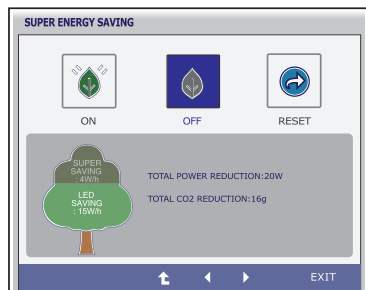 SUPER ENERGY SAVING
ON
OFF
RESET
SUPER
SAVING
: 4W/h
LED
SAVING
: 15W/h
TOTAL POWER REDUCTION:20W
TOTAL CO2 REDUCTION:16g
EXIT